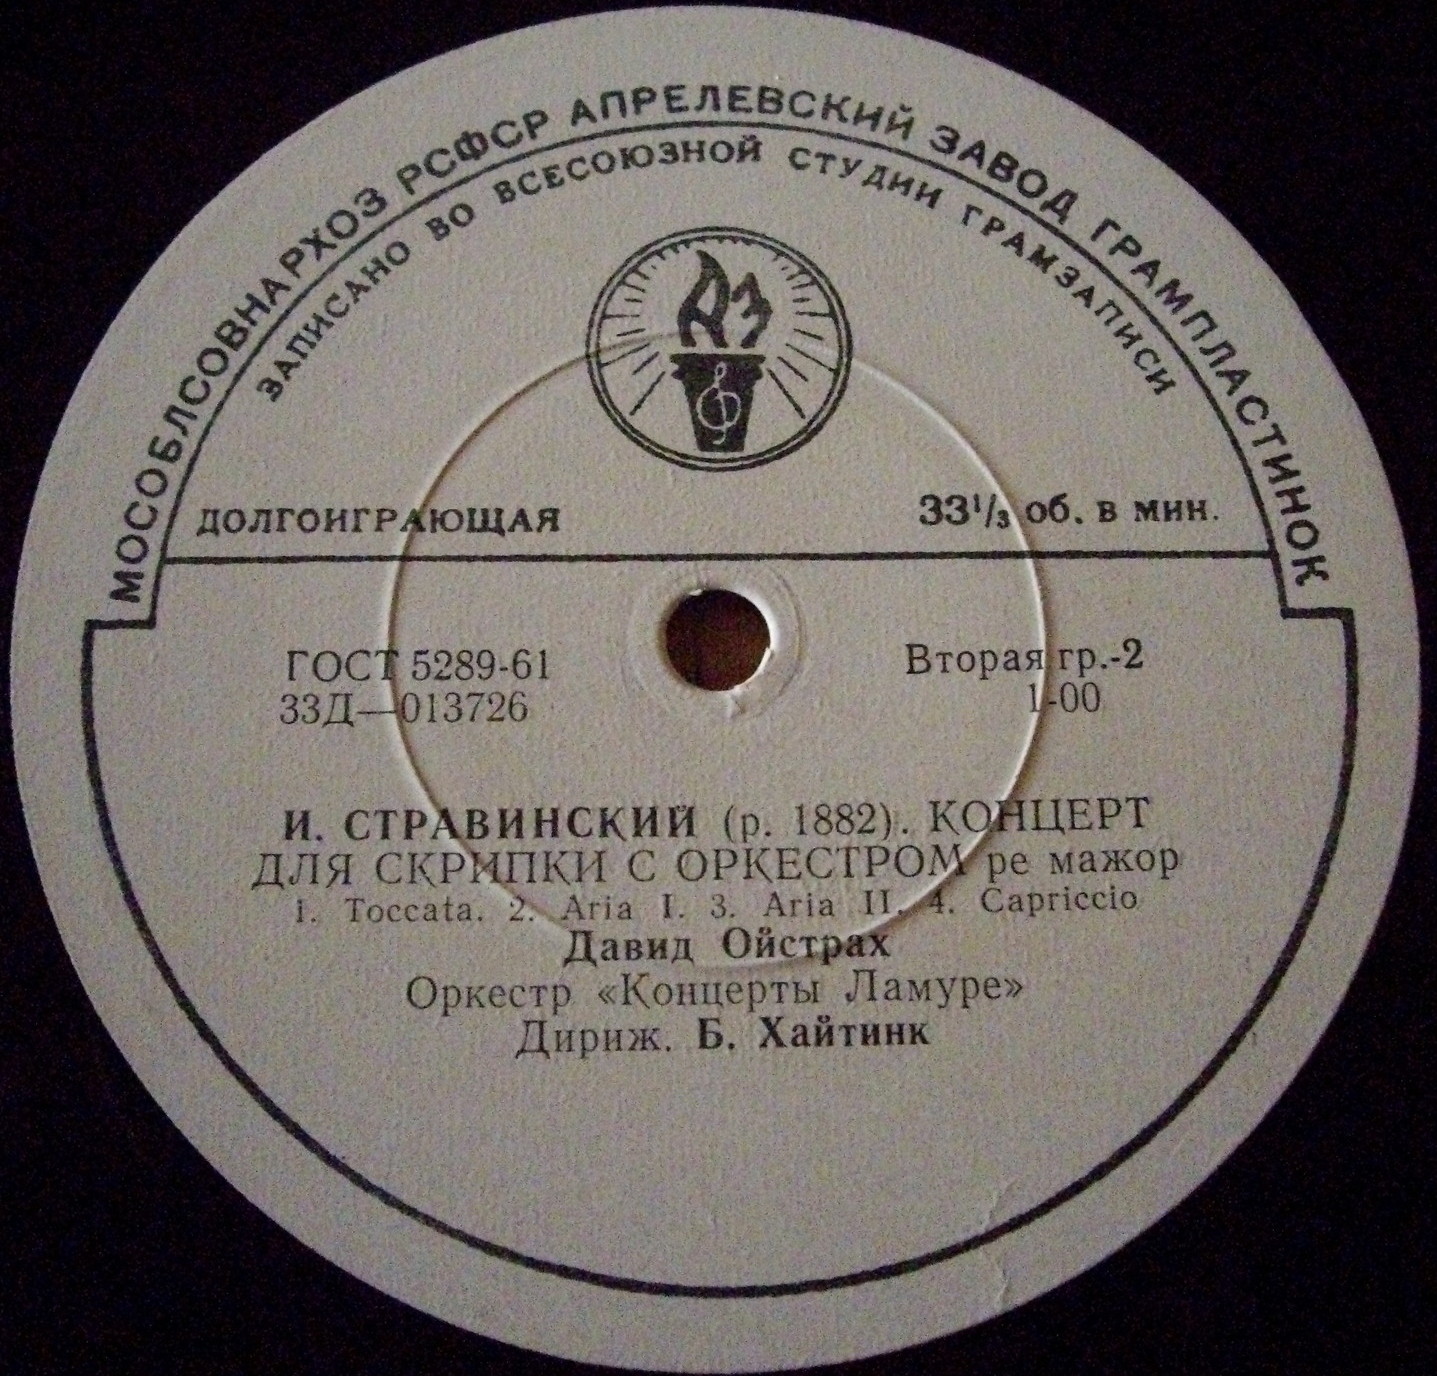 МОСОБЛСОВНАРХОЗ РСФСР АПРЕЛЕВСКИЙ ЗАВОД ГРАМПЛАСТИНОК
ЗАПИСАНО ВО ВСЕСОЮЗНОЙ СТУДИИ ГРАМЗАПИСИ
АЗ
ДОЛГОИГРАЮЩАЯ 33⅓ об. в мин.
ГОСТ 5289-61 Вторая гр.-2
33Д—013726 1-00
И. СТРАВИНСКИЙ (р. 1882). КОНЦЕРТ
ДЛЯ СКРИПКИ С ОРКЕСТРОМ ре мажор
1. Toccata. 2. Aria I. 3. Aria II. 4. Capriccio
Давид Ойстрах
Оркестр «Концерты Ламуре»
Дириж. Б. Хайтинк